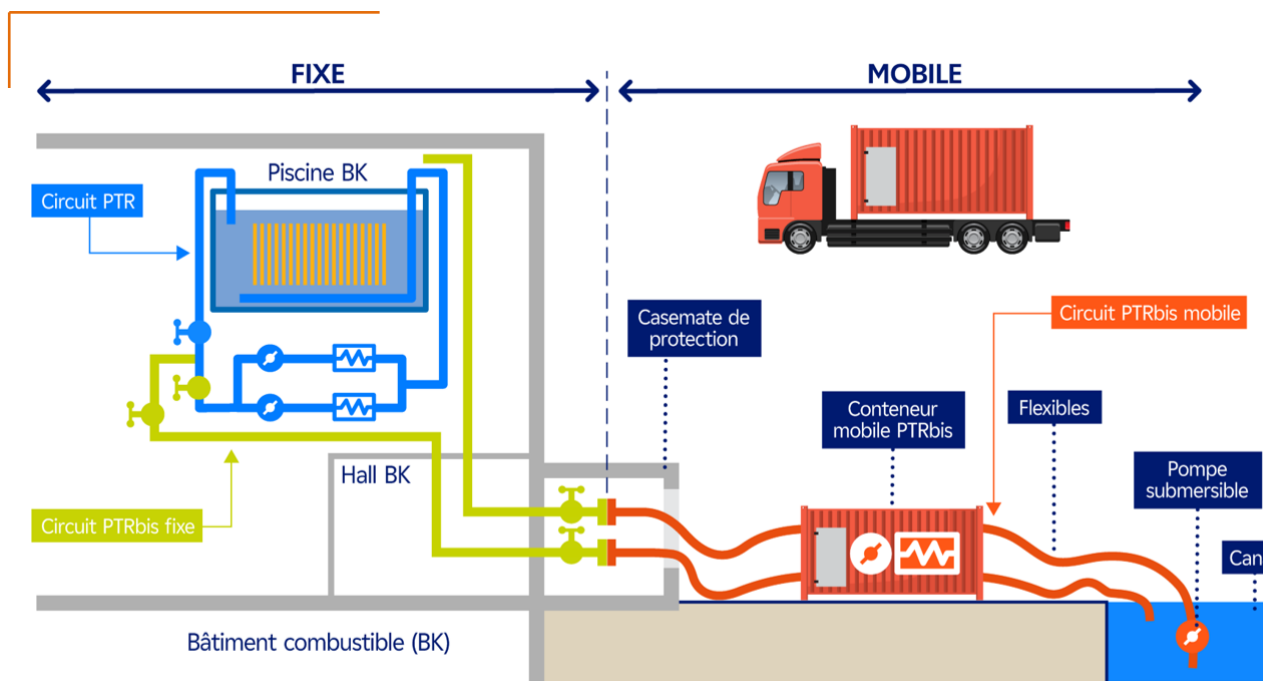 FIXE
MOBILE
Piscine BK
Circuit PTR
Casemate de
protection
Circuit PTRbis mobile
Conteneur
mobile PTRbis
Flexibles
Pompe
submersible
Hall BK
Circuit PTRbis fixe
Can
Bâtiment combustible (BK)